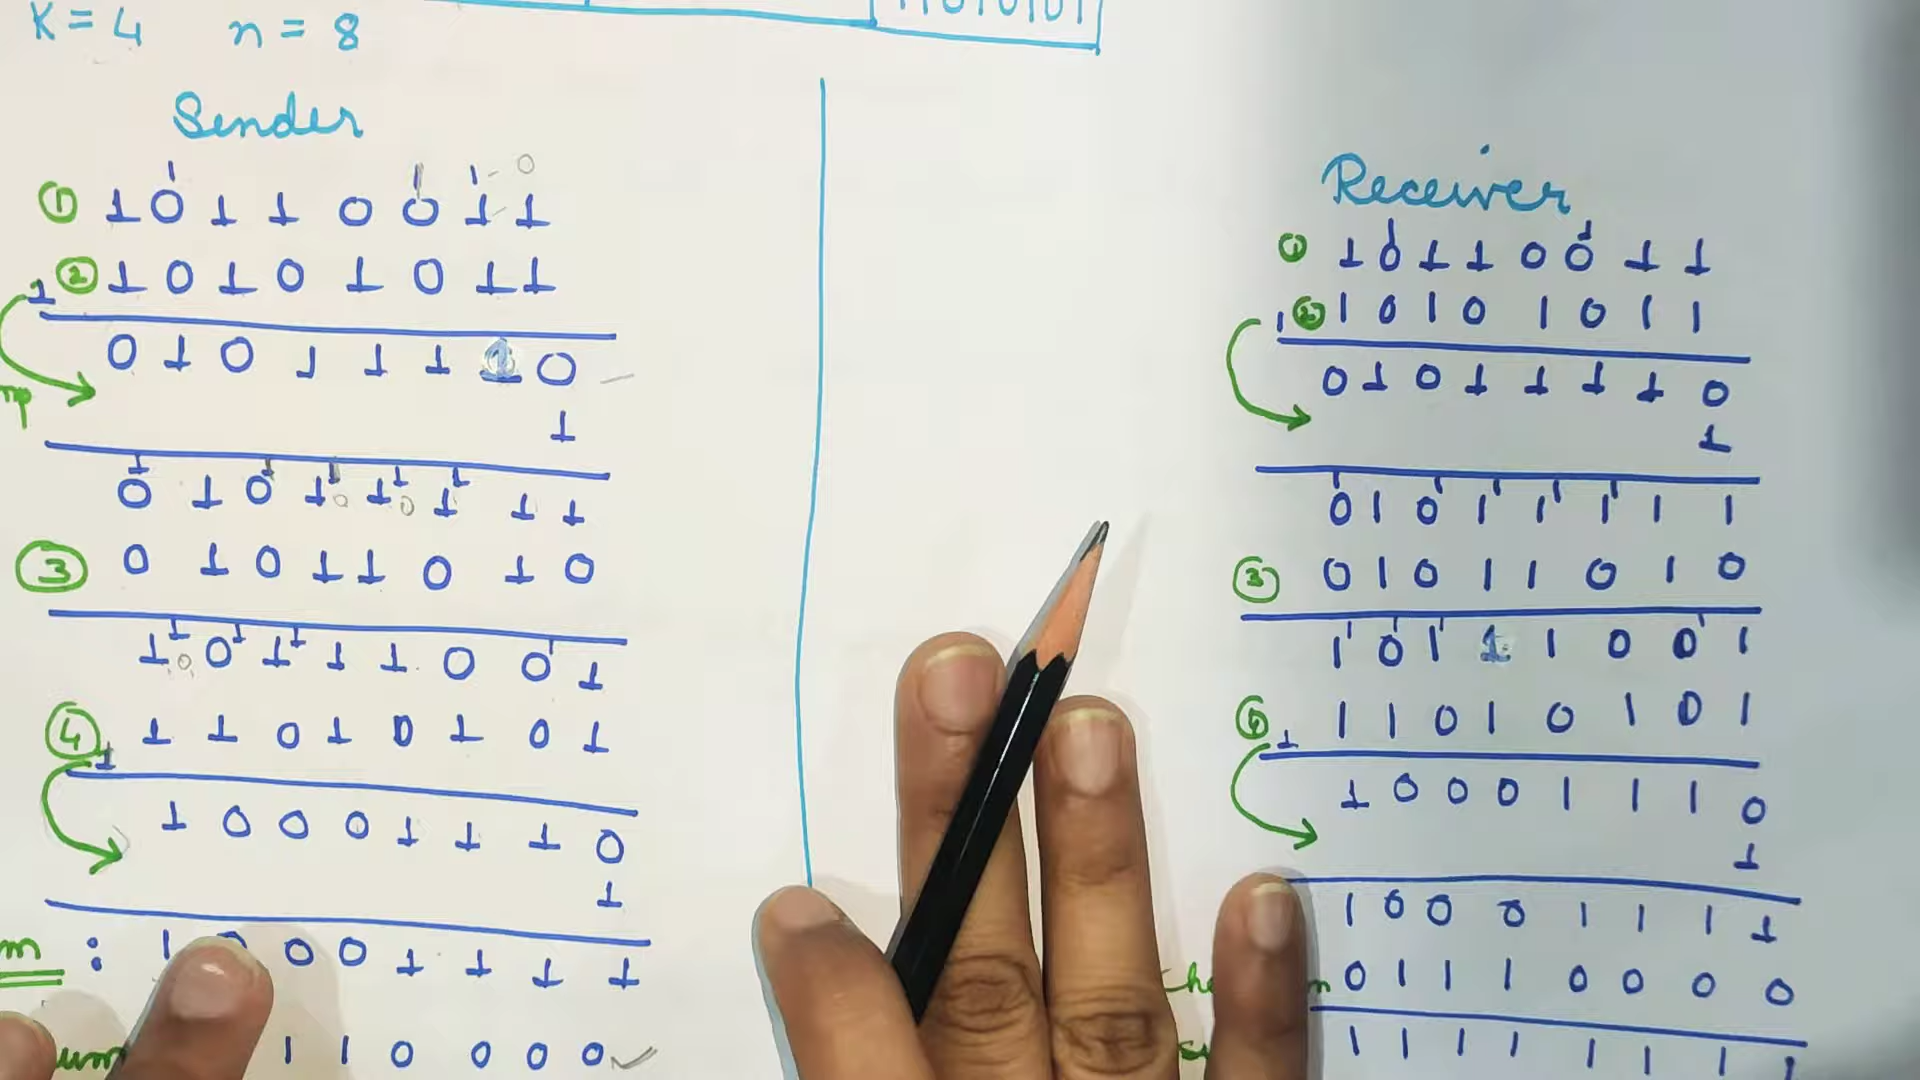 K = 4 n = 8
11010101
Sender
① 1 0 1 1 0 0 1 1
② 1 0 1 0 1 0 1 1
1
0 1 0 1 1 1 1 0
1
0 1 0 1 1 1 1 1
③ 0 1 0 1 1 0 1 0
1 0 1 1 1 0 0 1
④ 1 1 0 1 0 1 0 1
1
1 0 0 0 1 1 1 0
1
: 1 0 0 0 1 1 1 1
1 1 0 0 0 0
Receiver
① 1 0 1 1 0 0 1 1
② 1 0 1 0 1 0 1 1
1
0 1 0 1 1 1 1 0
1
0 1 0 1 1 1 1 1
③ 0 1 0 1 1 0 1 0
1 0 1 1 1 0 0 1
1 1 0 1 0 1 0 1
1
1 0 0 0 1 1 1 0
1
1 0 0 0 1 1 1 1
0 1 1 1 0 0 0 0
1 1 1 1 1 1 1 1